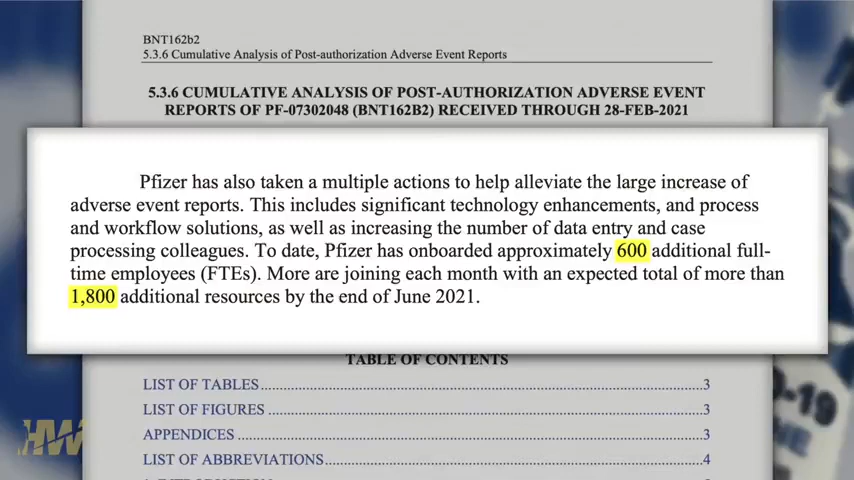 BNT162b2
5.3.6 Cumulative Analysis of Post-authorization Adverse Event Reports
5.3.6 CUMULATIVE ANALYSIS OF POST-AUTHORIZATION ADVERSE EVENT
REPORTS OF PF-07302048 (BNT162B2) RECEIVED THROUGH 28-FEB-2021
Pfizer has also taken a multiple actions to help alleviate the large increase of
adverse event reports. This includes significant technology enhancements, and process
and workflow solutions, as well as increasing the number of data entry and case
processing colleagues. To date, Pfizer has onboarded approximately 600 additional full-
time employees (FTEs). More are joining each month with an expected total of more than
1,800 additional resources by the end of June 2021.
TABLE OF CONTENTS
LIST OF TABLES 3
LIST OF FIGURES 3
APPENDICES 3
LIST OF ABBREVIATIONS 4
HW